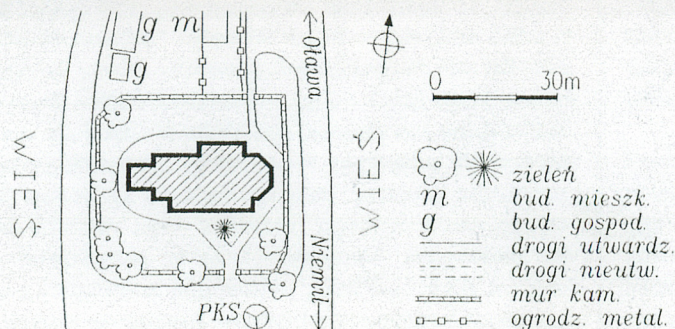 g m
g
Oława
WIEŚ
WIEŚ
Niemil
PKS
0 30m
zieleń
m bud. mieszk.
g bud. gospod.
drogi utwardz.
drogi nieutw.
mur kam.
ogrodz. metal.